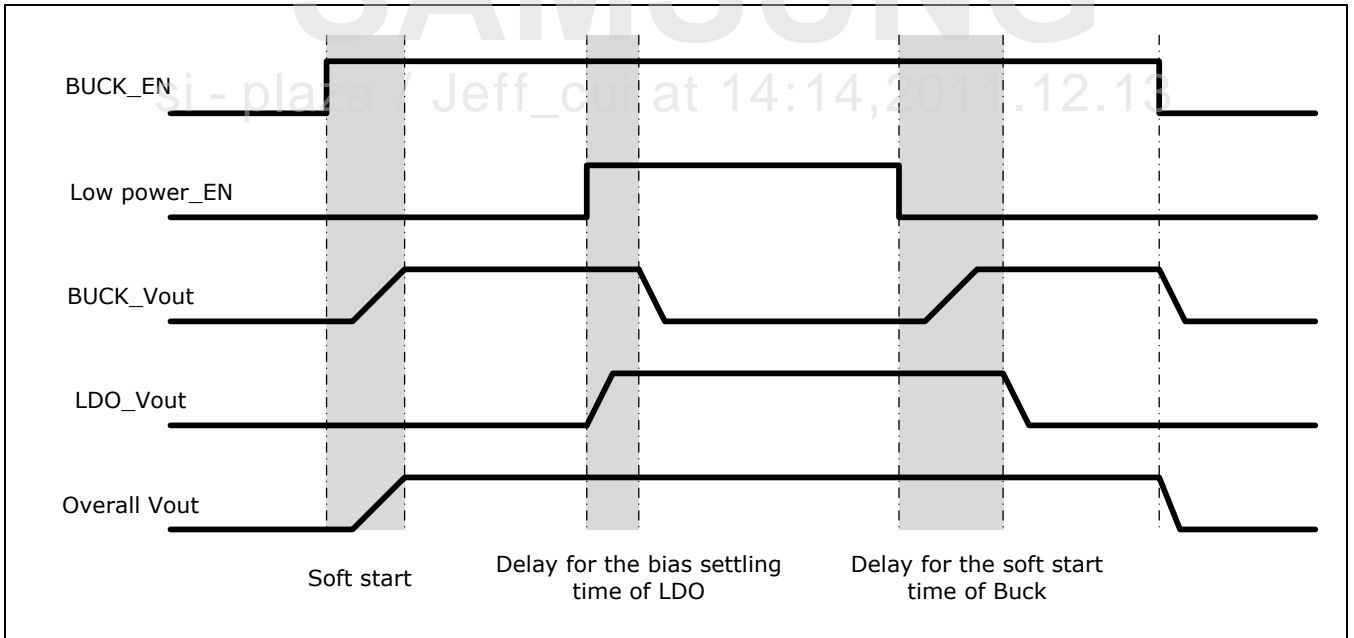 SAMSUNG
si - plaza / Jeff_cui at 14:14,2011.12.13
BUCK_EN
Low power_EN
BUCK_Vout
LDO_Vout
Overall Vout
Soft start
Delay for the bias settling
time of LDO
Delay for the soft start
time of Buck